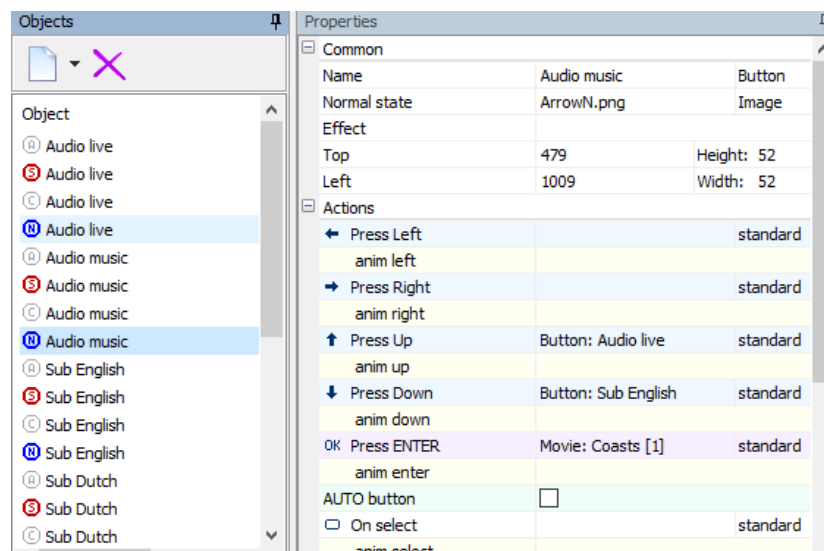 Objects
Object
A Audio live
S Audio live
C Audio live
N Audio live
A Audio music
S Audio music
C Audio music
N Audio music
A Sub English
S Sub English
C Sub English
N Sub English
A Sub Dutch
S Sub Dutch
C Sub Dutch
Properties
Common
Name Audio music Button
Normal state ArrowN.png Image
Effect
Top 479 Height: 52
Left 1009 Width: 52
Actions
Press Left standard
anim left
Press Right standard
anim right
Press Up Button: Audio live standard
anim up
Press Down Button: Sub English standard
anim down
OK Press ENTER Movie: Coasts [1] standard
anim enter
AUTO button
On select standard
anim select